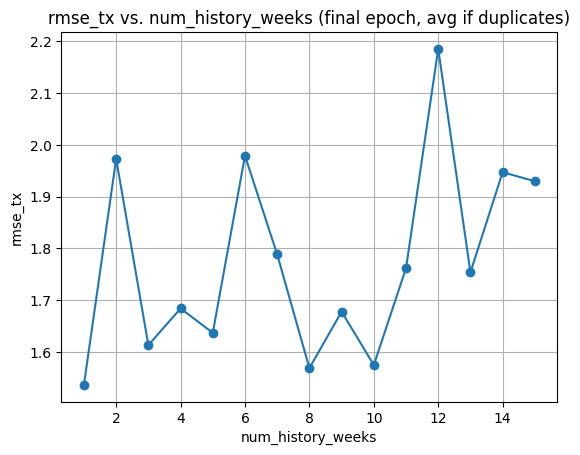 rmse_tx vs. num_history_weeks (final epoch, avg if duplicates)
2.2
2.1
2.0
1.9
1.8
1.7
1.6
rmse_tx
2 4 6 8 10 12 14
num_history_weeks